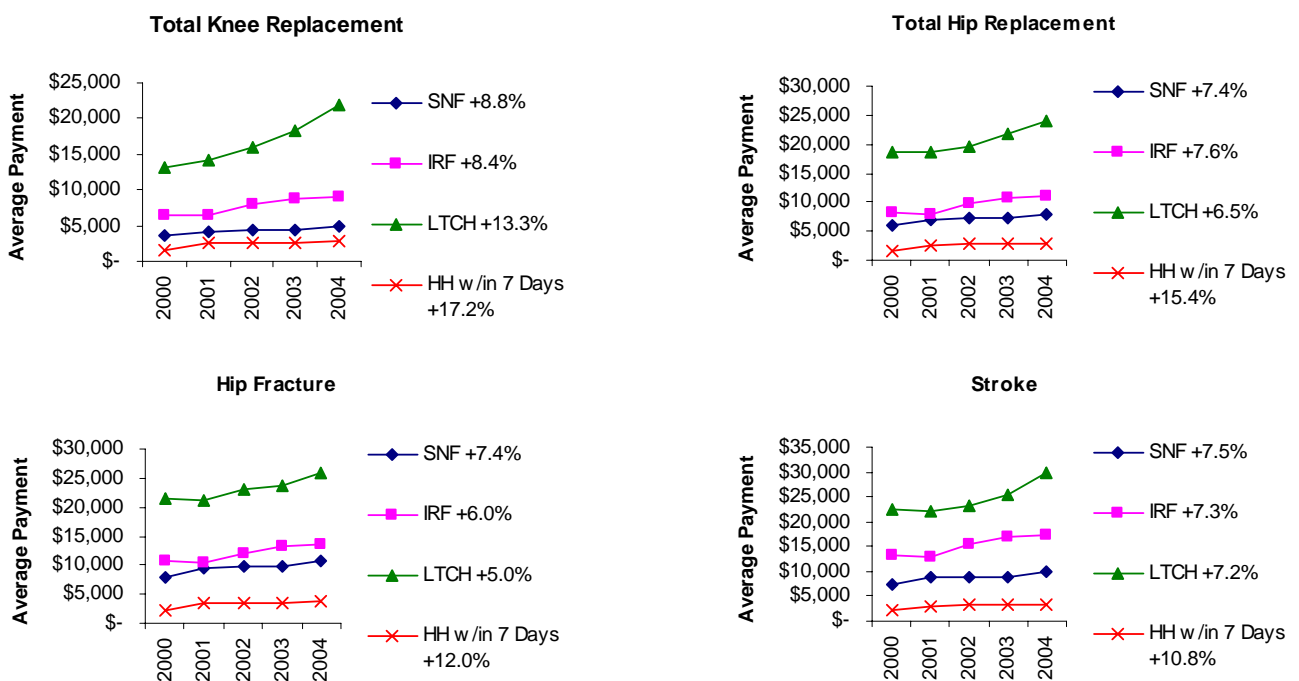 Total Knee Replacement
Average Payment
$25,000
$20,000
$15,000
$10,000
$5,000
$-
2000
2001
2002
2003
2004
SNF +8.8%
IRF +8.4%
LTCH +13.3%
HH w/in 7 Days
+17.2%
Total Hip Replacement
Average Payment
$30,000
$25,000
$20,000
$15,000
$10,000
$5,000
$-
2000
2001
2002
2003
2004
SNF +7.4%
IRF +7.6%
LTCH +6.5%
HH w/in 7 Days
+15.4%
Hip Fracture
Average Payment
$30,000
$25,000
$20,000
$15,000
$10,000
$5,000
$-
2000
2001
2002
2003
2004
SNF +7.4%
IRF +6.0%
LTCH +5.0%
HH w/in 7 Days
+12.0%
Stroke
Average Payment
$35,000
$30,000
$25,000
$20,000
$15,000
$10,000
$5,000
$-
2000
2001
2002
2003
2004
SNF +7.5%
IRF +7.3%
LTCH +7.2%
HH w/in 7 Days
+10.8%